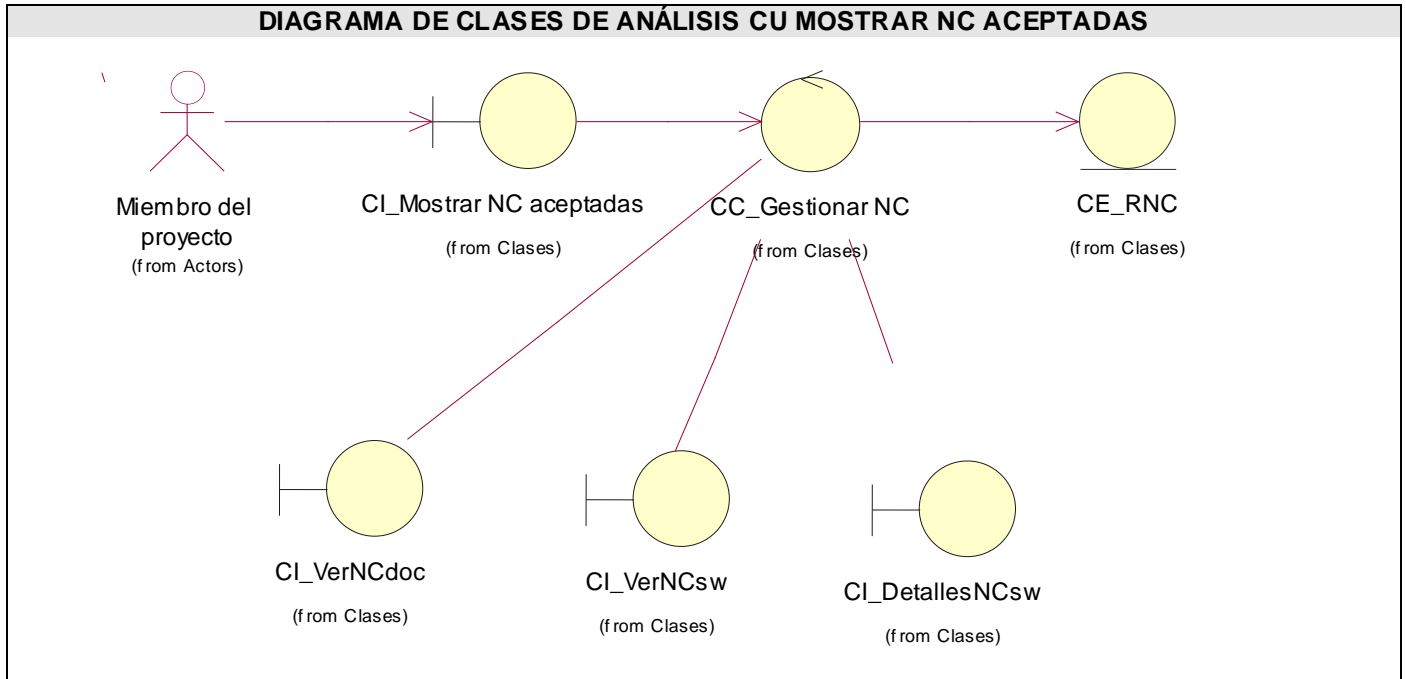 DIAGRAMA DE CLASES DE ANÁLISIS CU MOSTRAR NC ACEPTADAS
Miembro del
proyecto
(from Actors)
CI_Mostrar NC aceptadas
(from Clases)
CC_Gestionar NC
(from Clases)
CE_RNC
(from Clases)
CI_VerNCdoc
(from Clases)
CI_VerNCsw
(from Clases)
CI_DetallesNCsw
(from Clases)